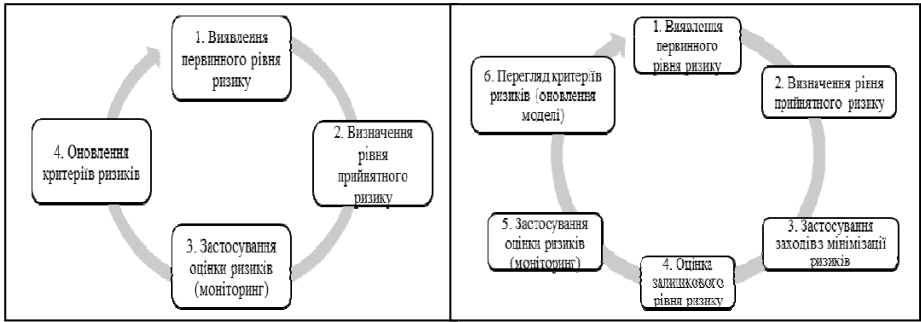 1. Виявлення
первинного рівня
ризику
2. Визначення
рівня
прийнятного
ризику
3. Застосування
оцінки ризиків
(моніторинг)
4. Оновлення
критеріїв ризиків
1. Виявлення
первинного
рівня ризику
2. Визначення рівня
прийнятного ризику
3. Застосування
заходів з мінімізації
ризиків
4. Оцінка
залишкового
рівня ризику
5. Застосування
оцінки ризиків
(моніторинг)
6. Перегляд критеріїв
ризиків (оновлення
моделі)